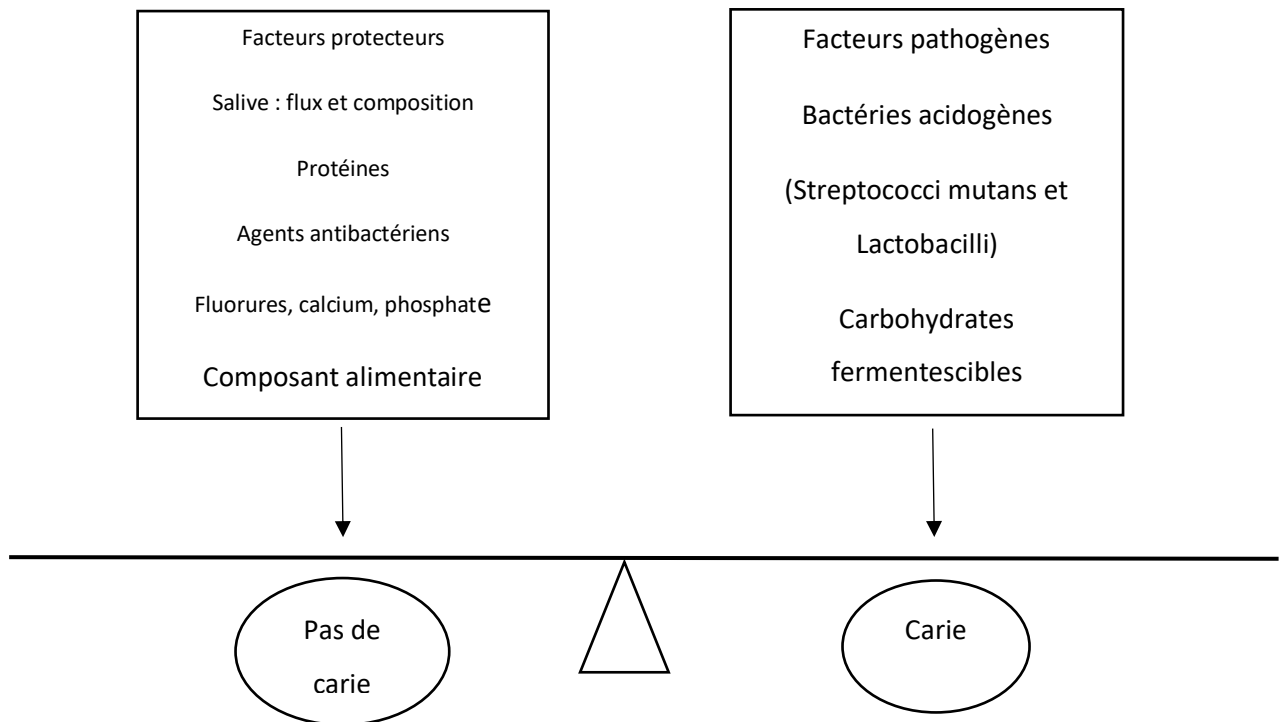 Facteurs protecteurs
Salive : flux et composition
Protéines
Agents antibactériens
Fluorures, calcium, phosphate
Composant alimentaire
Facteurs pathogènes
Bactéries acidogènes
(Streptococci mutans et
Lactobacilli)
Carbohydrates
fermentescibles
Pas de
carie
Carie